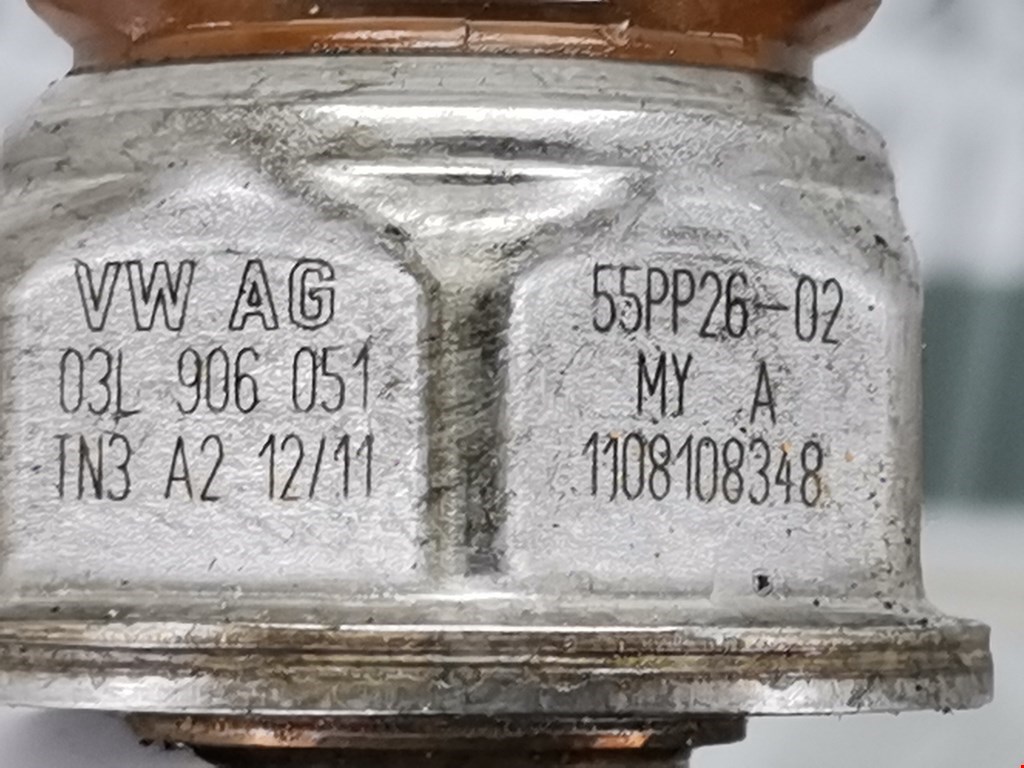 VW AG
03L 906 051
TN3 A2 12/11
55PP26-02
MY A
1108108348